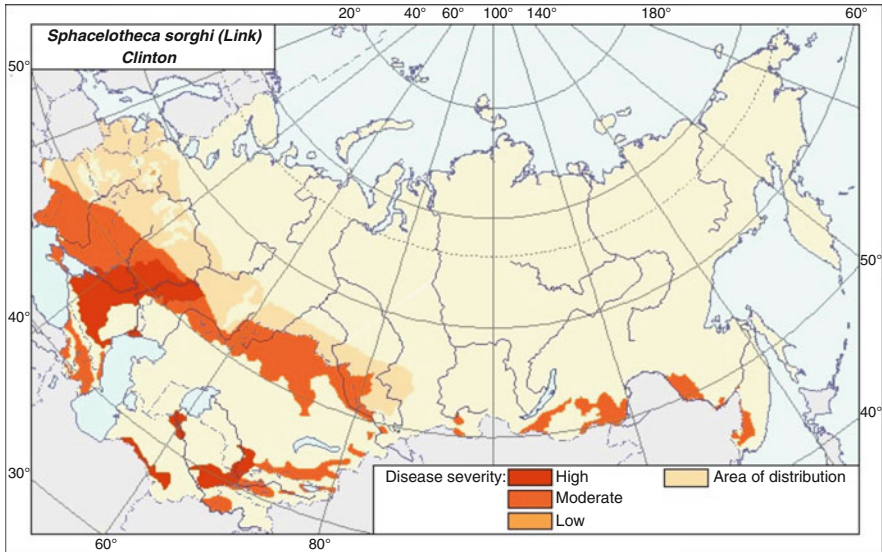 20° 40° 60° 100° 140° 180° 60°
Sphacelotheca sorghi (Link)
Clinton
50°
50°
40°
40°
30°
Disease severity: High Area of distribution
Moderate
Low
60° 80°